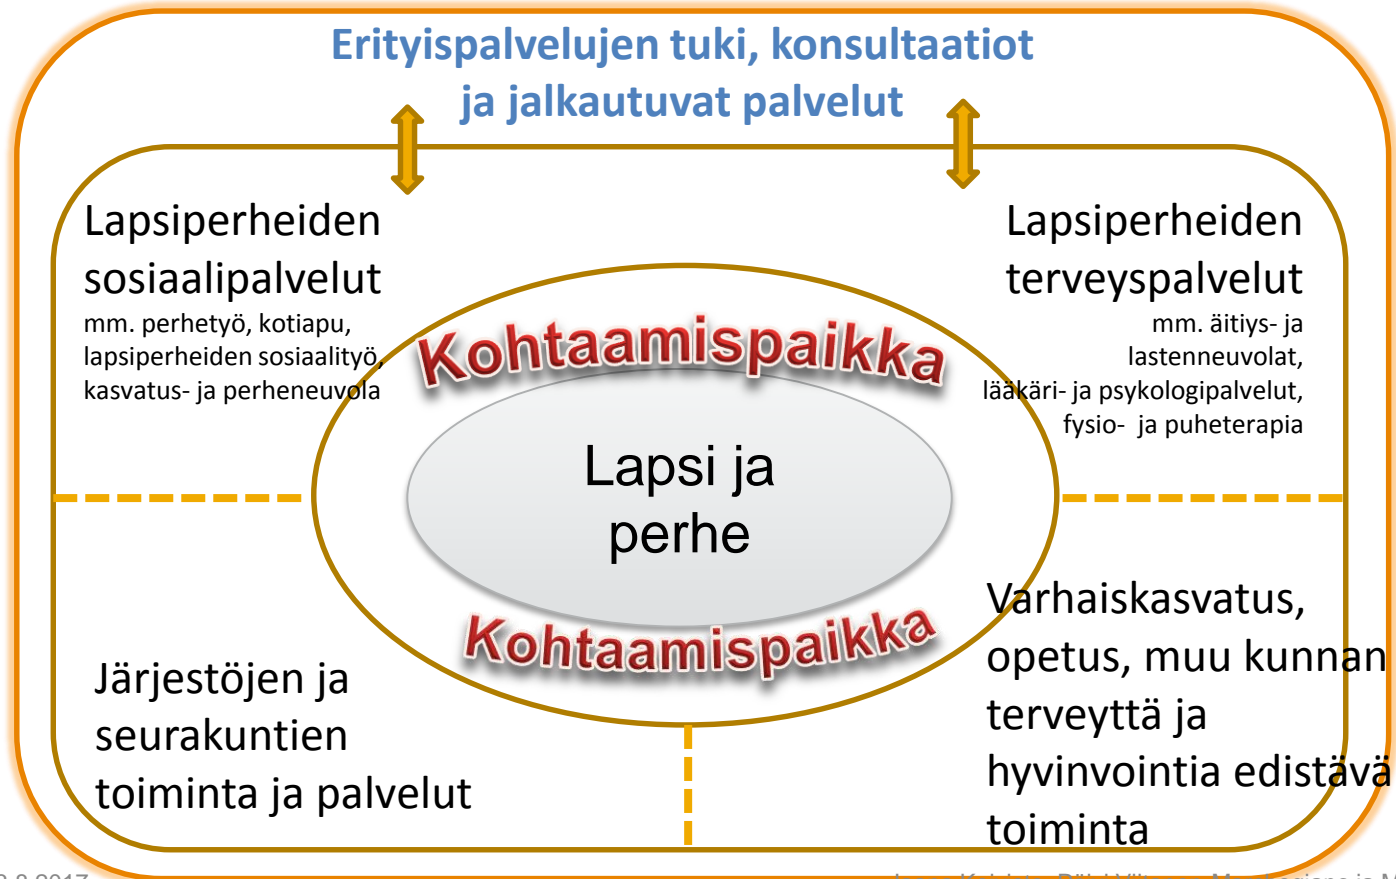 Erityispalvelujen tuki, konsultaatiot
ja jalkautuvat palvelut
Lapsiperheiden
sosiaalipalvelut
mm. perhetyö, kotiapu,
lapsiperheiden sosiaalityö,
kasvatus- ja perheneuvola
Lapsiperheiden
terveyspalvelut
mm. äitiys- ja
lastenneuvolat,
lääkäri- ja psykologipalvelut,
fysio- ja puheterapia
Kohtaamispaikka
Lapsi ja
perhe
Kohtaamispaikka
Järjestöjen ja
seurakuntien
toiminta ja palvelut
Varhaiskasvatus,
opetus, muu kunnan
terveyttä ja
hyvinvointia edistävä
toiminta